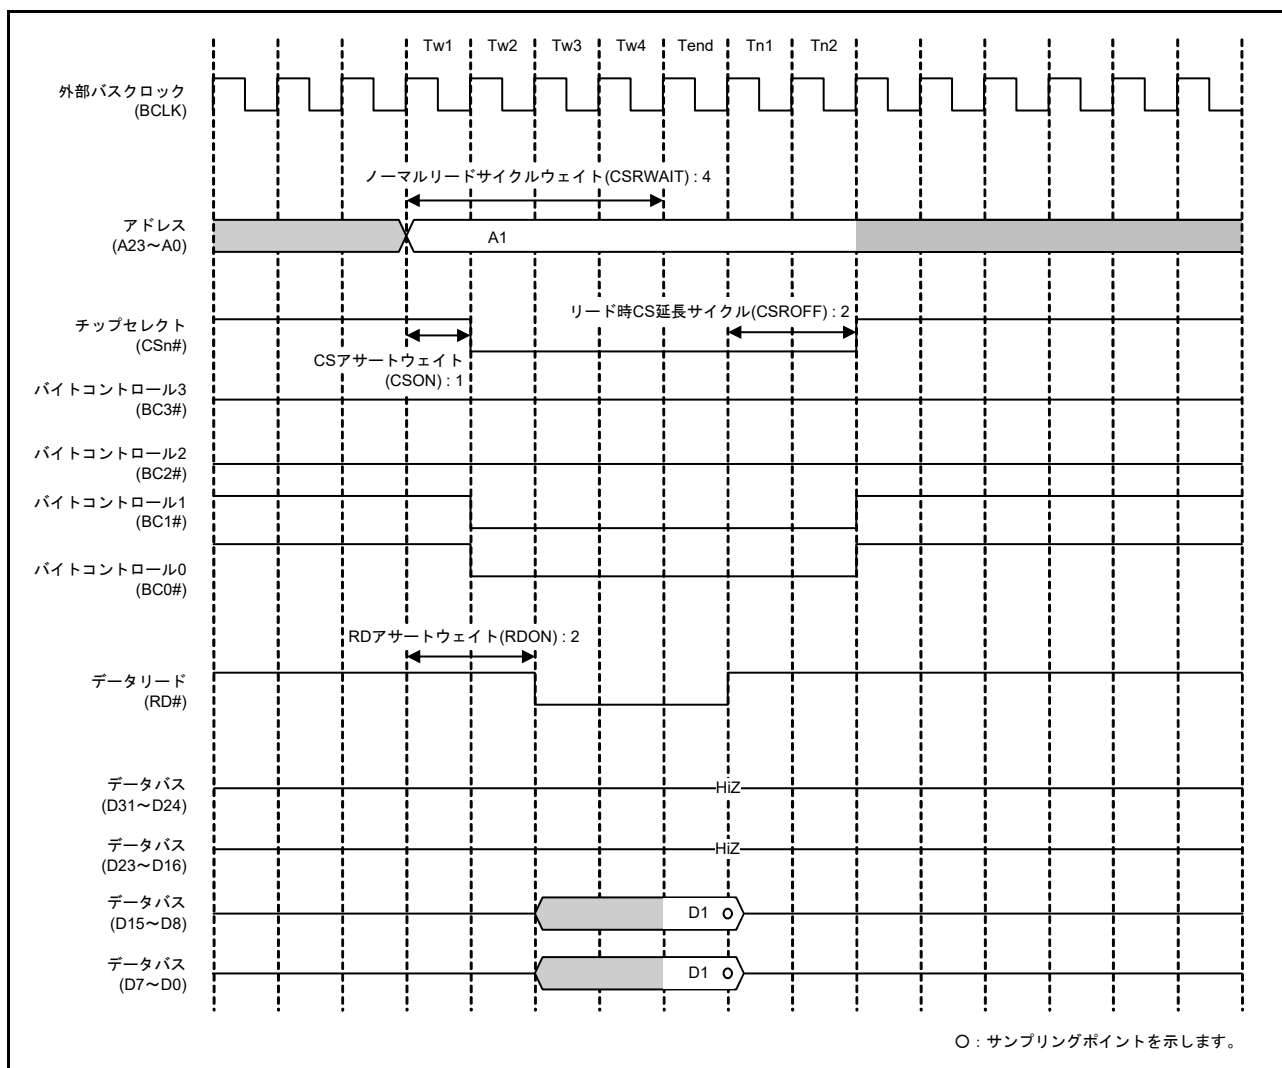 Tw1 Tw2 Tw3 Tw4 Tend Tn1 Tn2
外部バスクロック
(BCLK)
ノーマルリードサイクルウェイト(CSRWAIT) : 4
アドレス
(A23～A0)
A1
リード時CS延長サイクル(CSROFF) : 2
チップセレクト
(CSn#)
CSアサートウェイト
(CSON) : 1
バイトコントロール3
(BC3#)
バイトコントロール2
(BC2#)
バイトコントロール1
(BC1#)
バイトコントロール0
(BC0#)
RDアサートウェイト(RDON) : 2
データリード
(RD#)
データバス
(D31～D24)
HiZ
データバス
(D23～D16)
HiZ
データバス
(D15～D8)
D1
データバス
(D7～D0)
D1
○ : サンプリングポイントを示します。